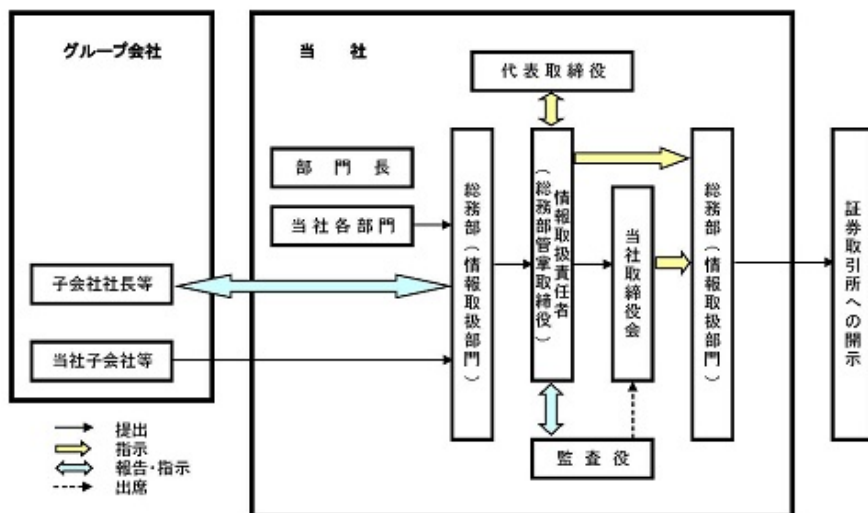 グループ会社
当社
代表取締役
部門長
当社各部門
子会社社長等
当社子会社等
総務部(情報取扱部門)
情報取扱責任者
(総務部管掌取締役)
当社取締役会
総務部(情報取扱部門)
証券取引所への開示
監査役
提出
指示
報告・指示
出席